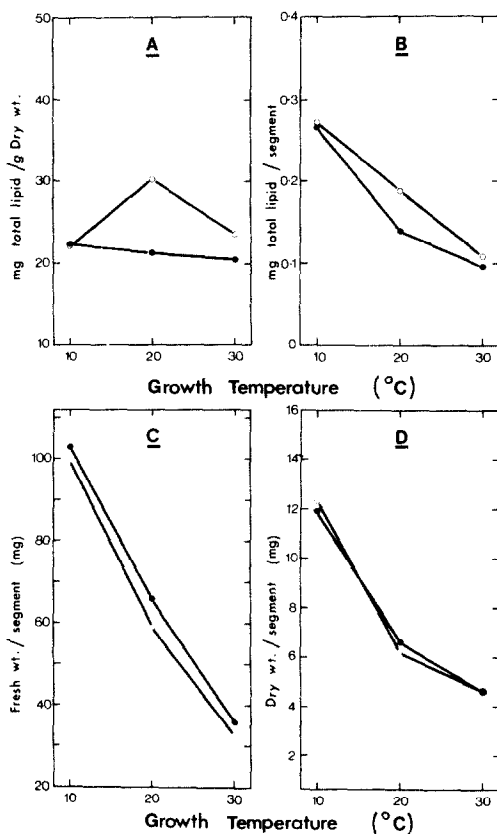 A
B
mg total lipid /g Dry wt.
50
40
30
20
10
10 20 30
mg total lipid / segment
0·4
0·3
0·2
0·1
0
10 20 30
Growth Temperature (°C)
C
D
Fresh wt./ segment (mg)
100
80
60
40
20
10 20 30
Dry wt./segment (mg)
16
14
12
10
8
6
4
2
10 20 30
Growth Temperature (°C)